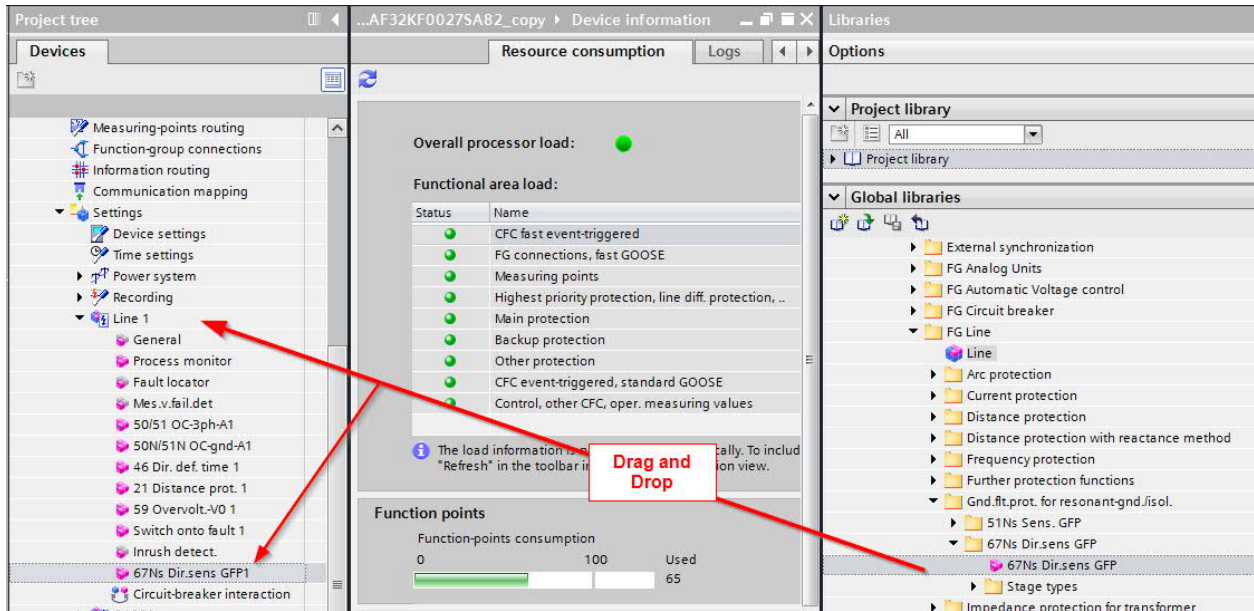 Project tree
Devices
Measuring-points routing
Function-group connections
Information routing
Communication mapping
Settings
Device settings
Time settings
Power system
Recording
Line 1
General
Process monitor
Fault locator
Mes.v.fail.det
50/51 OC-3ph-A1
50N/51N OC-gnd-A1
46 Dir. def. time 1
21 Distance prot. 1
59 Overvolt.-V0 1
Switch onto fault 1
Inrush detect.
67Ns Dir.sens GFP1
Circuit-breaker interaction
...AF32KF0027SA82_copy ▸ Device information
Resource consumption
Logs
Overall processor load:
Functional area load:
Status Name
CFC fast event-triggered
FG connections, fast GOOSE
Measuring points
Highest priority protection, line diff. protection, ..
Main protection
Backup protection
Other protection
CFC event-triggered, standard GOOSE
Control, other CFC, oper. measuring values
The load information is cally. To includ
"Refresh" in the toolbar in on view.
Drag and
Drop
Function points
Function-points consumption
0 100 Used
65
Libraries
Options
Project library
All
Project library
Global libraries
External synchronization
FG Analog Units
FG Automatic Voltage control
FG Circuit breaker
FG Line
Line
Arc protection
Current protection
Distance protection
Distance protection with reactance method
Frequency protection
Further protection functions
Gnd.flt.prot. for resonant-gnd./isol.
51Ns Sens. GFP
67Ns Dir.sens GFP
67Ns Dir.sens GFP
Stage types
Impedance protection for transformer